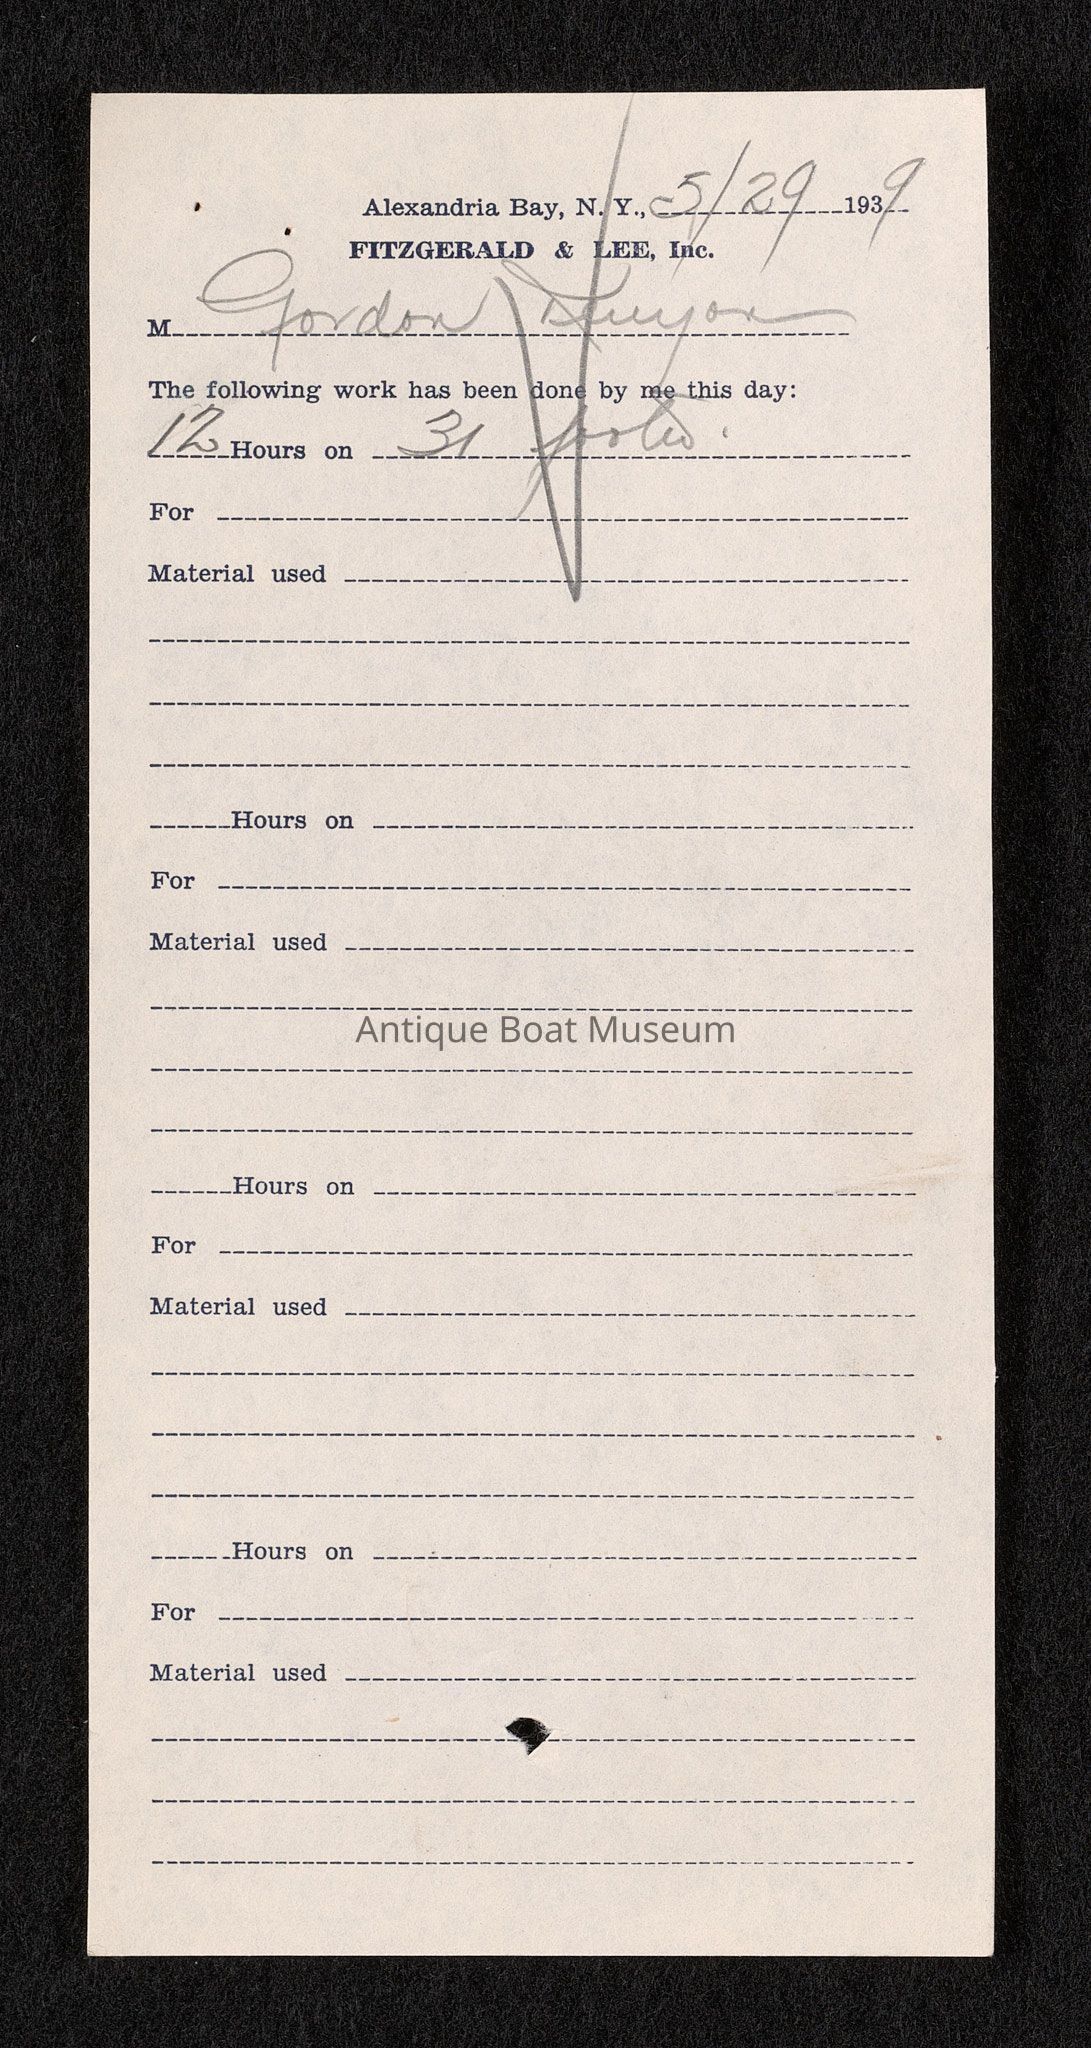 Alexandria Bay, N. Y., 5/29 1939
FITZGERALD & LEE, Inc.
M Gordon
The following work has been done by me this day:
12 Hours on 31 footer.
For
Material used
Hours on
For
Material used
Antique Boat Museum
Hours on
For
Material used
Hours on
For
Material used